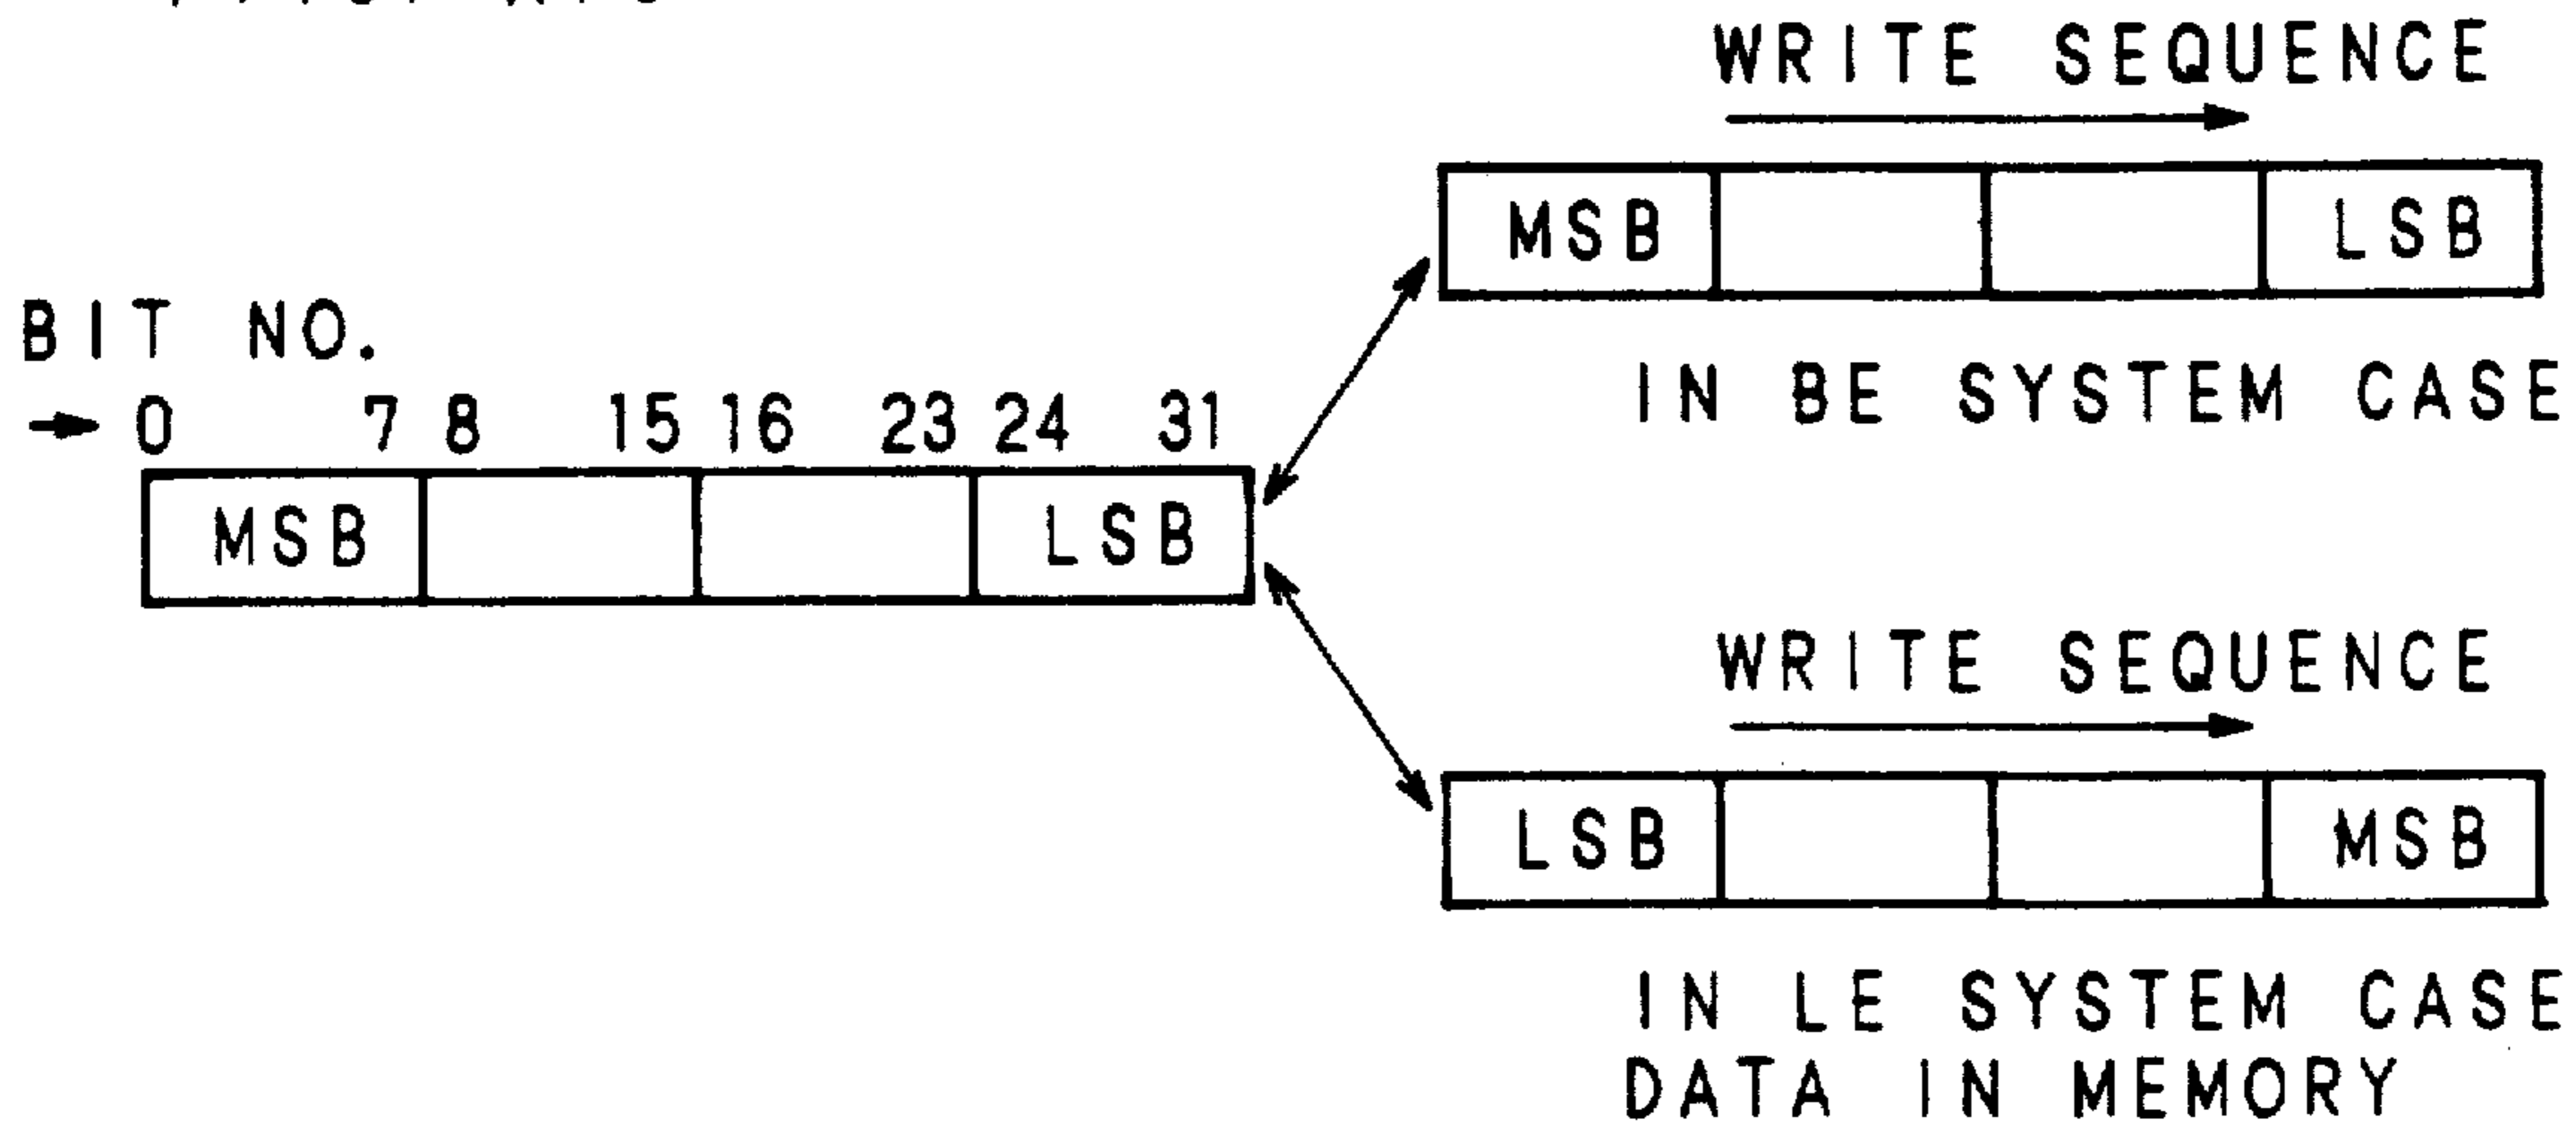 WRITE SEQUENCE
MSB LSB
IN BE SYSTEM CASE
BIT NO.
0 7 8 15 16 23 24 31
MSB LSB
WRITE SEQUENCE
LSB MSB
IN LE SYSTEM CASE
DATA IN MEMORY